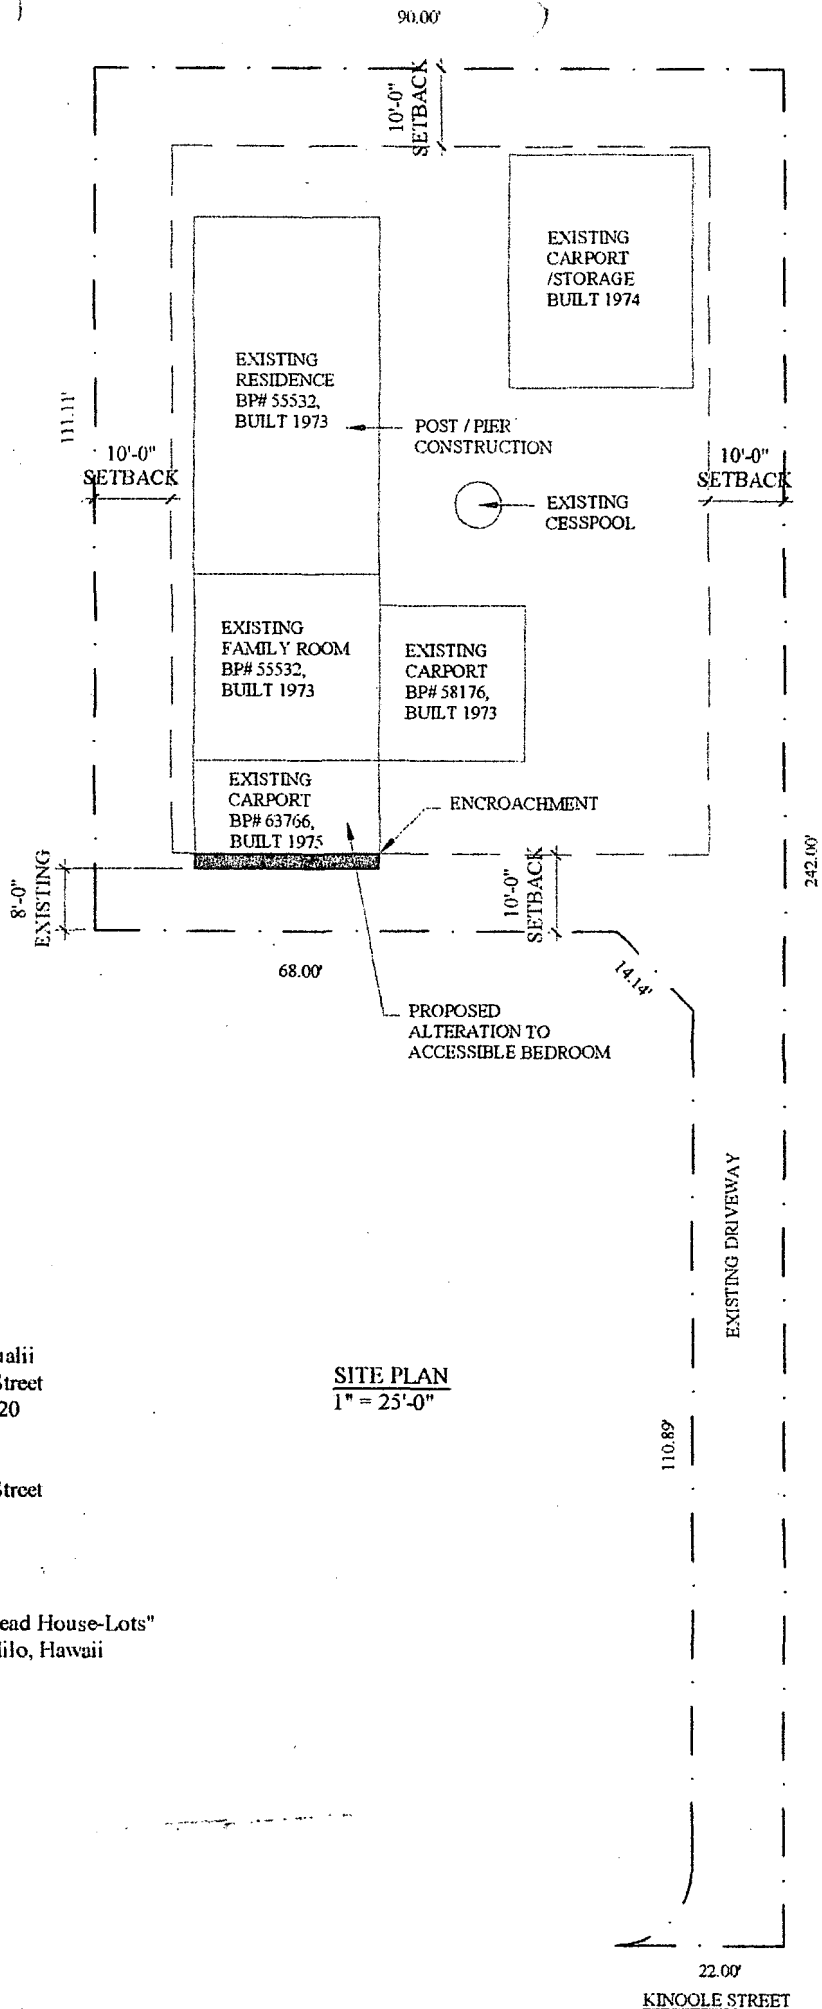 90.00'
10'-0"
SETBACK
EXISTING
CARPORT
/STORAGE
BUILT 1974
EXISTING
RESIDENCE
BP# 55532,
BUILT 1973
POST / PIER
CONSTRUCTION
111.11'
10'-0"
SETBACK
10'-0"
SETBACK
EXISTING
CESSPOOL
EXISTING
FAMILY ROOM
BP# 55532,
BUILT 1973
EXISTING
CARPORT
BP# 58176,
BUILT 1973
EXISTING
CARPORT
BP# 63766,
BUILT 1975
ENCROACHMENT
8'-0"
EXISTING
10'-0"
SETBACK
242.00'
68.00'
14.14'
PROPOSED
ALTERATION TO
ACCESSIBLE BEDROOM
EXISTING DRIVEWAY
ualii
Street
20
SITE PLAN
1" = 25'-0"
110.89'
Street
ead House-Lots"
Hilo, Hawaii
22.00'
KINOOLE STREET